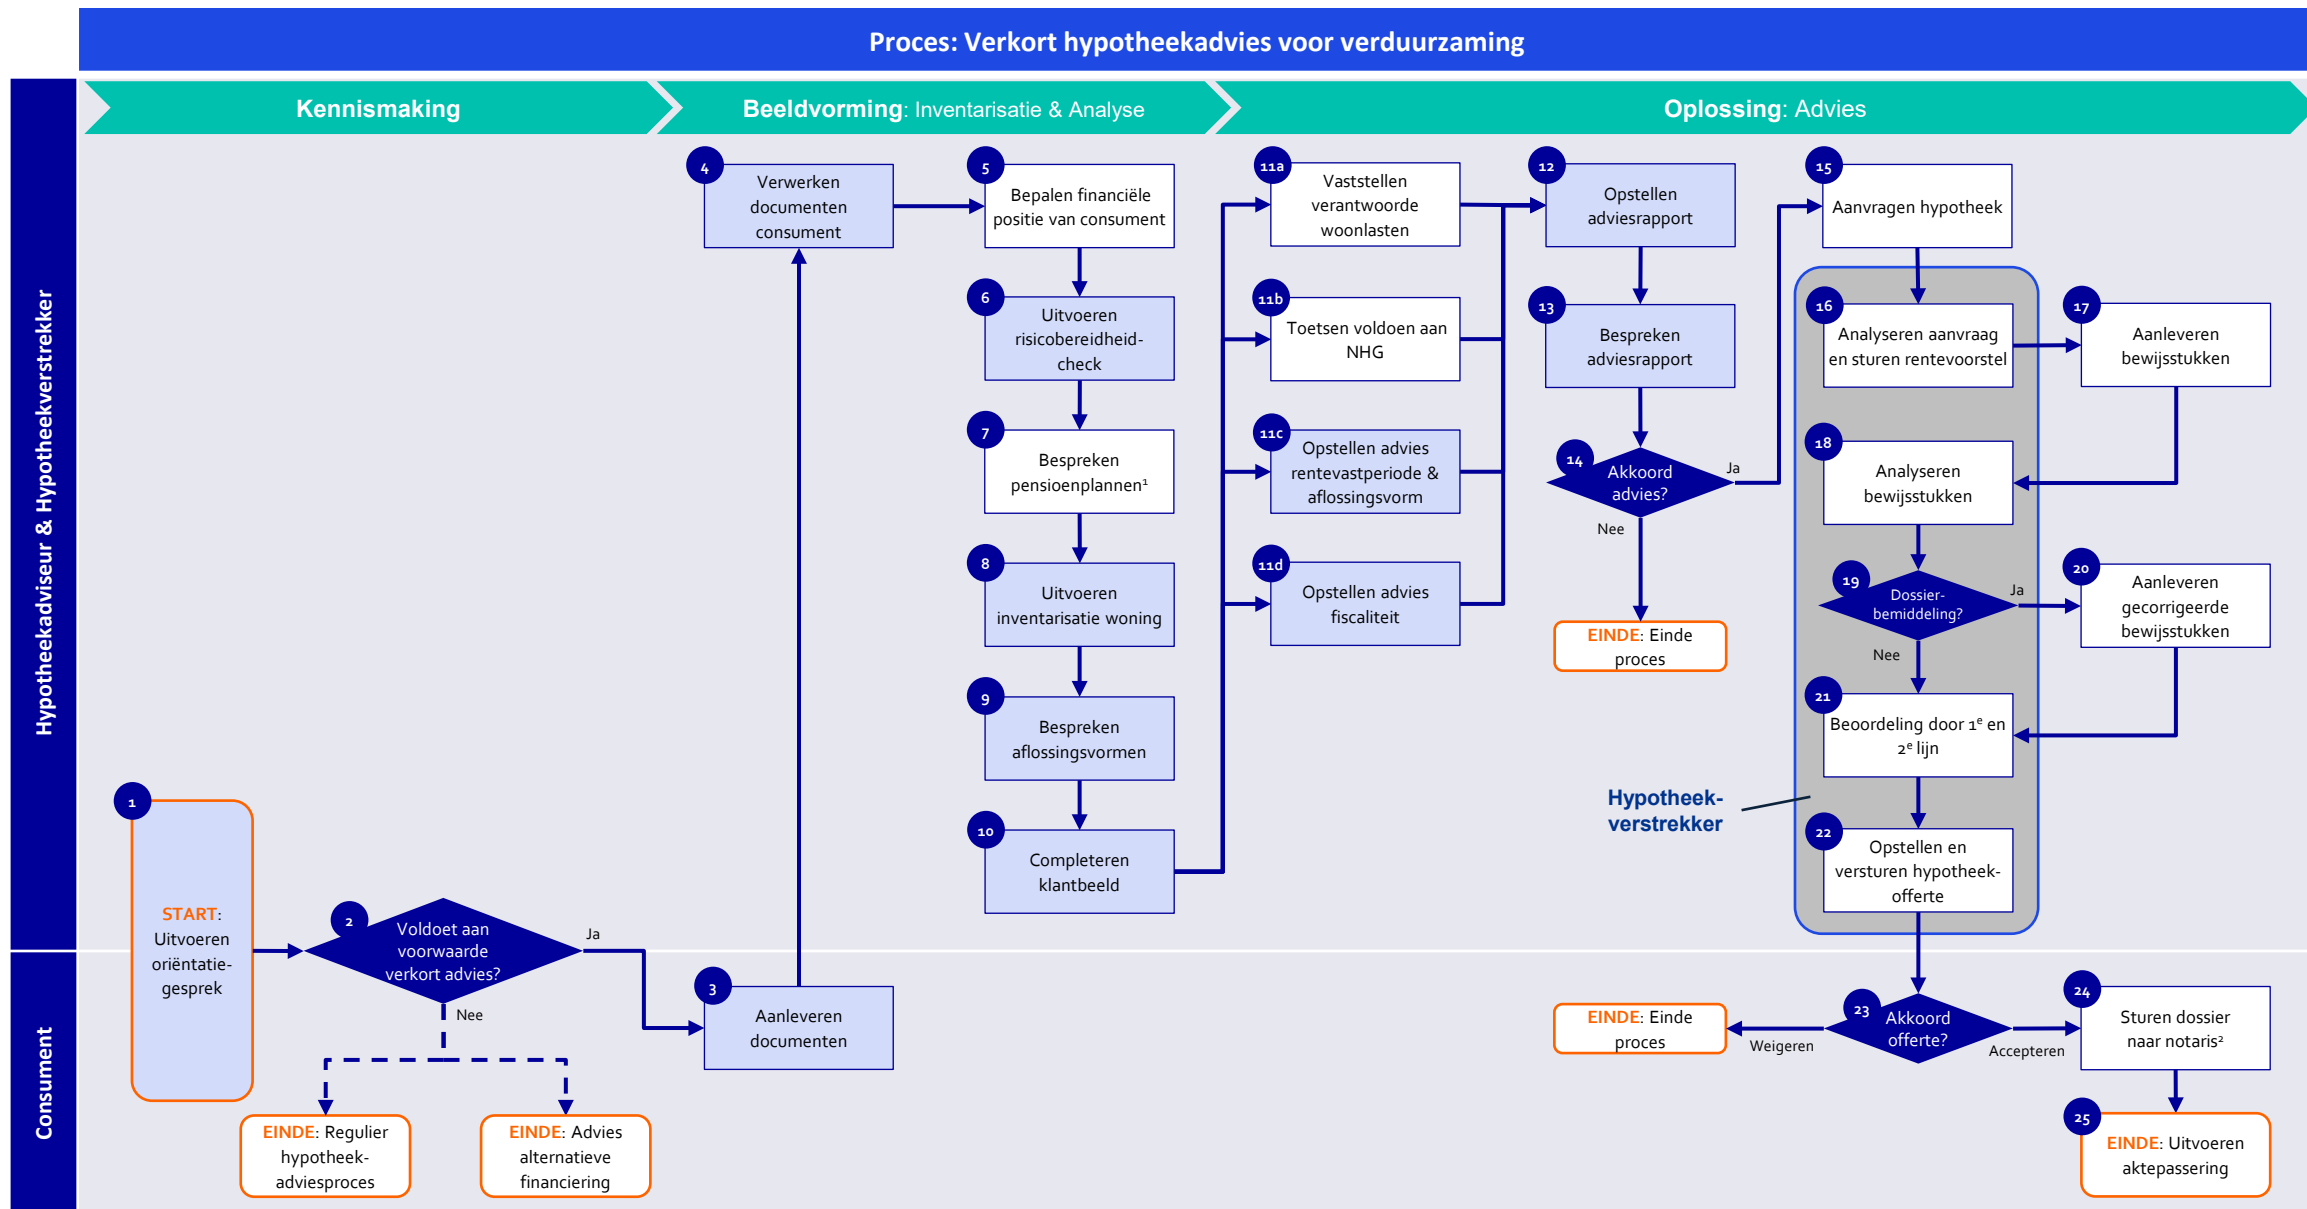 Proces: Verkort hypotheekadvies voor verduurzaming
Kennismaking
Beeldvorming: Inventarisatie & Analyse
Oplossing: Advies
Hypotheekadviseur & Hypotheekverstrekker
Consument
1
START:
Uitvoeren
oriëntatie-
gesprek
2
Voldoet aan
voorwaarde
verkort advies?
Ja
Nee
EINDE: Regulier
hypotheek-
adviesproces
EINDE: Advies
alternatieve
financiering
3
Aanleveren
documenten
4
Verwerken
documenten
consument
5
Bepalen financiële
positie van consument
6
Uitvoeren
risicobereidheid-
check
7
Bespreken
pensioenplannen¹
8
Uitvoeren
inventarisatie woning
9
Bespreken
aflossingsvormen
10
Completeren
klantbeeld
11a
Vaststellen
verantwoorde
woonlasten
11b
Toetsen voldoen aan
NHG
11c
Opstellen advies
rentevastperiode &
aflossingsvorm
11d
Opstellen advies
fiscaliteit
12
Opstellen
adviesrapport
13
Bespreken
adviesrapport
14
Akkoord
advies?
Ja
Nee
EINDE: Einde
proces
15
Aanvragen hypotheek
16
Analyseren aanvraag
en sturen rentevoorstel
17
Aanleveren
bewijsstukken
18
Analyseren
bewijsstukken
19
Dossier-
bemiddeling?
Ja
Nee
20
Aanleveren
gecorrigeerde
bewijsstukken
21
Beoordeling door 1ᵉ en
2ᵉ lijn
Hypotheek-
verstrekker
22
Opstellen en
versturen hypotheek-
offerte
23
Akkoord
offerte?
Weigeren
Accepteren
EINDE: Einde
proces
24
Sturen dossier
naar notaris²
25
EINDE: Uitvoeren
aktepassering